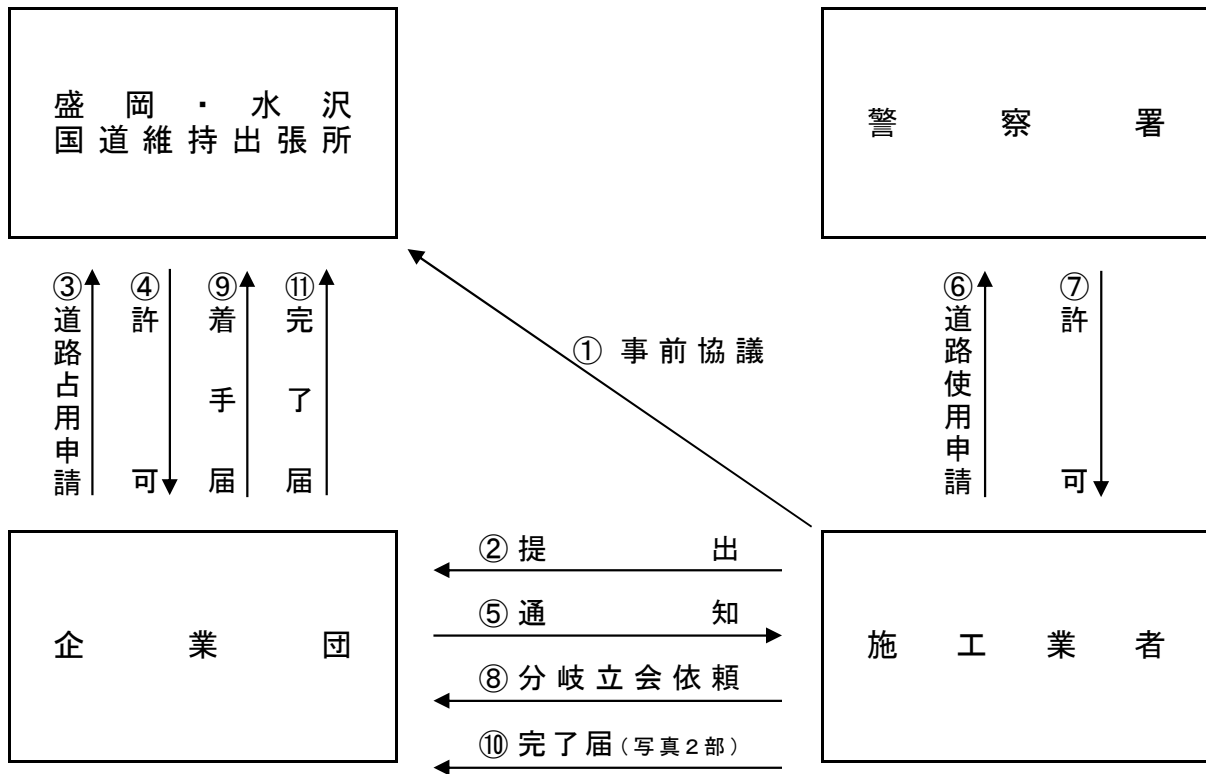 盛岡・水沢
国道維持出張所
警察署
③道路占用申請
④許可
⑨着手届
⑪完了届
① 事前協議
⑥道路使用申請
⑦許可
企業団
②提出
⑤通知
⑧分岐立会依頼
⑩完了届(写真2部)
施工業者